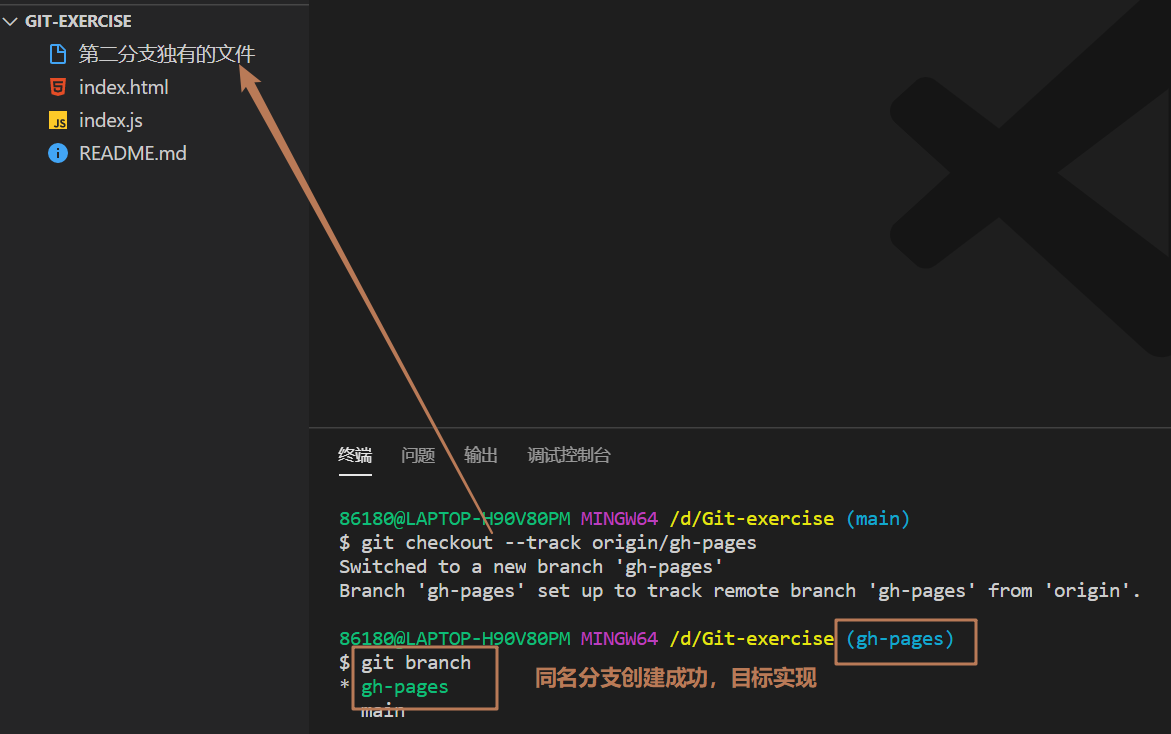 GIT-EXERCISE
第二分支独有的文件
index.html
JS index.js
README.md
终端 问题 输出 调试控制台
86180@LAPTOP-H90V80PM MINGW64 /d/Git-exercise (main)
$ git checkout --track origin/gh-pages
Switched to a new branch 'gh-pages'
Branch 'gh-pages' set up to track remote branch 'gh-pages' from 'origin'.
86180@LAPTOP-H90V80PM MINGW64 /d/Git-exercise (gh-pages)
$ git branch
* gh-pages
main
同名分支创建成功，目标实现